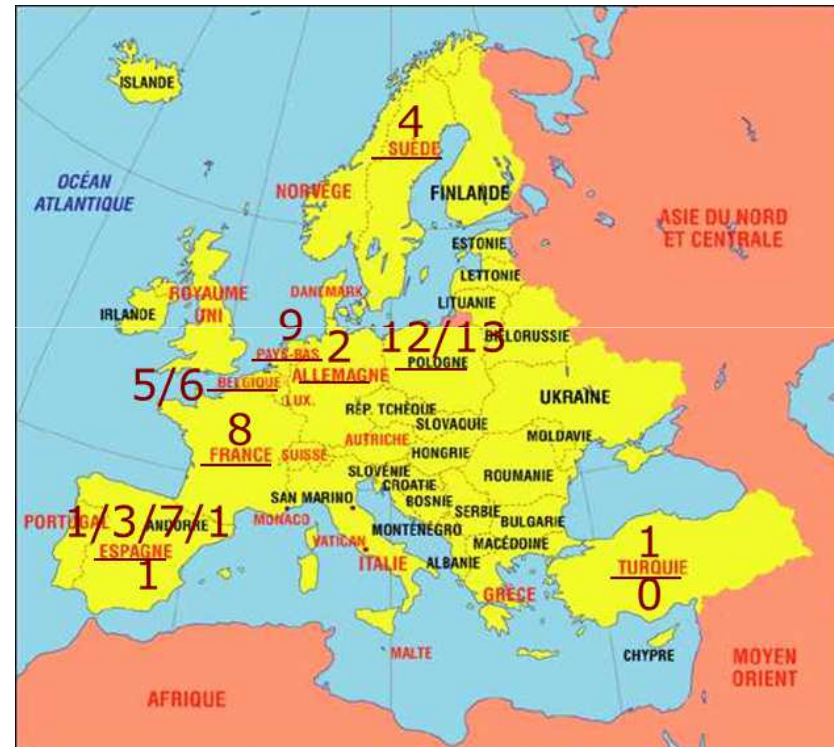 ISLANDE
4
SUÈDE
OCÉAN
ATLANTIQUE
NORVÈGE
FINLANDE
ASIE DU NORD
ET CENTRALE
ESTONIE
LETTONIE
DANEMARK
LITUANIE
ROYAUME
UNI
IRLANDE
9
2
12/13
BIÉLORUSSIE
PAYS-BAS
POLOGNE
5/6
BELGIQUE
ALLEMAGNE
LUX.
UKRAINE
RÉP. TCHÈQUE
SLOVAQUIE
8
AUTRICHE
MOLDAVIE
FRANCE
SUISSE
HONGRIE
SLOVÉNIE
ROUMANIE
CROATIE
SAN MARINO
BOSNIE
SERBIE
PORTUGAL
1/3/7/1
ANDORRE
MONACO
MONTÉNÉGRO
BULGARIE
ESPAGNE
VATICAN
MACÉDOINE
1
1
ITALIE
ALBANIE
TURQUIE
0
GRÈCE
MALTE
CHYPRE
MOYEN
ORIENT
AFRIQUE